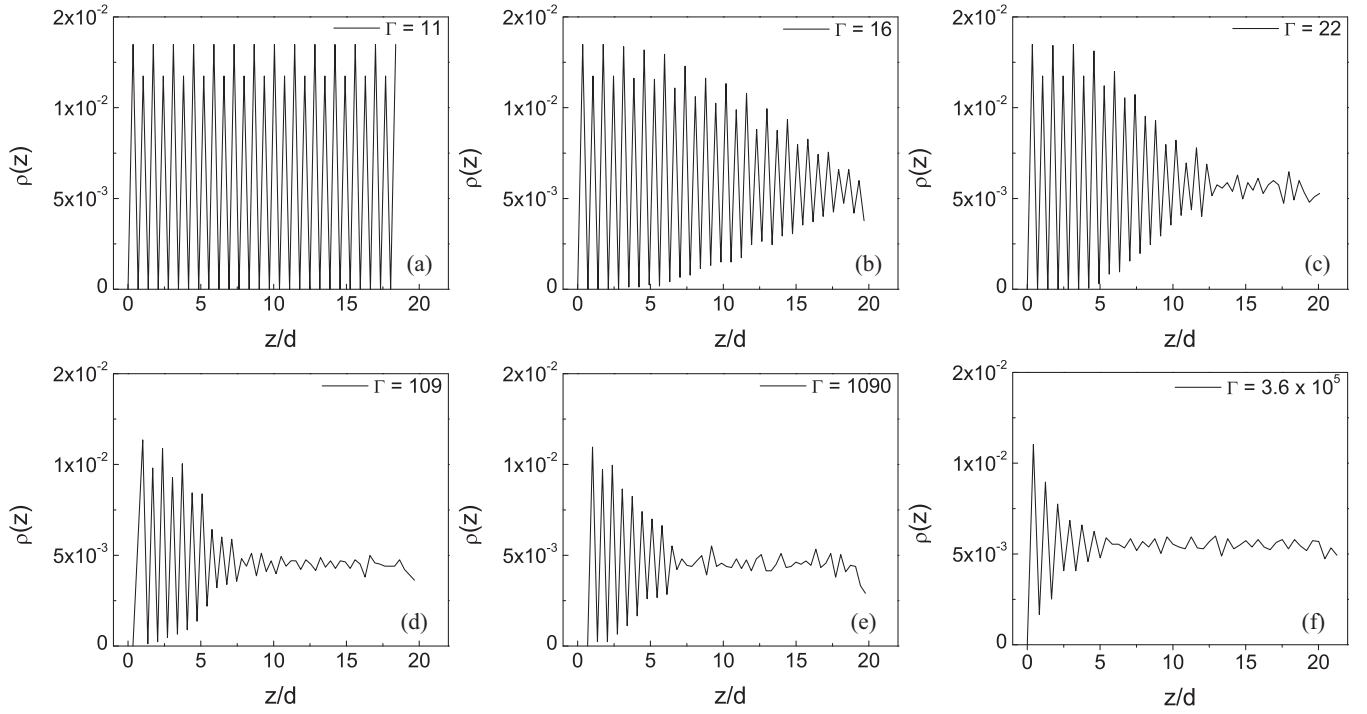 2x10⁻²
Γ = 11
1x10⁻²
ρ(z)
5x10⁻³
(a)
0
0 5 10 15 20
z/d
2x10⁻²
Γ = 16
1x10⁻²
ρ(z)
5x10⁻³
(b)
0
0 5 10 15 20
z/d
2x10⁻²
Γ = 22
1x10⁻²
ρ(z)
5x10⁻³
(c)
0
0 5 10 15 20
z/d
2x10⁻²
Γ = 109
1x10⁻²
ρ(z)
5x10⁻³
(d)
0
0 5 10 15 20
z/d
2x10⁻²
Γ = 1090
1x10⁻²
ρ(z)
5x10⁻³
(e)
0
0 5 10 15 20
z/d
2x10⁻²
Γ = 3.6 x 10⁵
1x10⁻²
ρ(z)
5x10⁻³
(f)
0
0 5 10 15 20
z/d